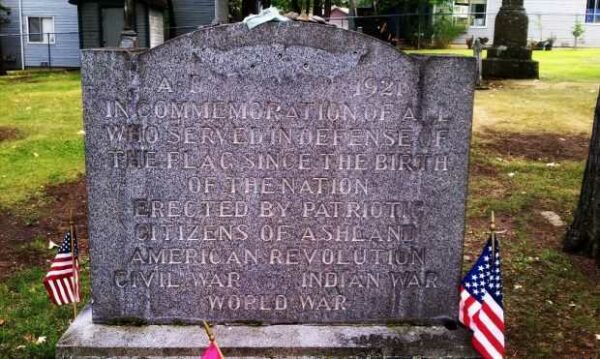 A D 1921
IN COMMEMORATION OF ALL
WHO SERVED IN DEFENSE OF
THE FLAG SINCE THE BIRTH
OF THE NATION
ERECTED BY PATRIOTIC
CITIZENS OF ASHLAND
AMERICAN REVOLUTION
CIVIL WAR INDIAN WAR
WORLD WAR